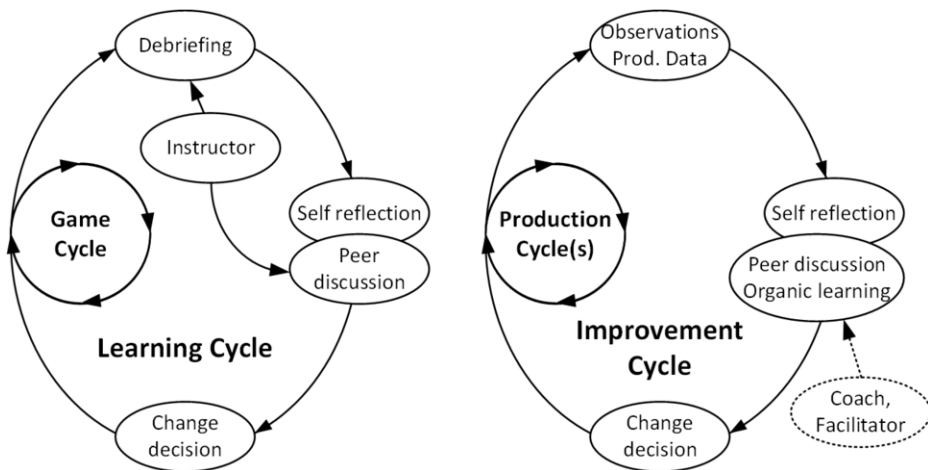 Debriefing
Instructor
Game
Cycle
Self reflection
Peer
discussion
Learning Cycle
Change
decision
Observations
Prod. Data
Production
Cycle(s)
Self reflection
Peer discussion
Organic learning
Improvement
Cycle
Coach,
Facilitator
Change
decision